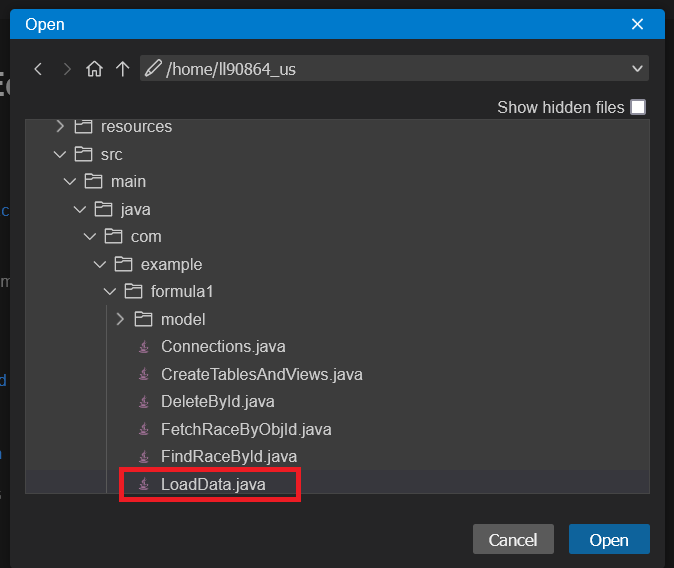 Open
/home/ll90864_us
Show hidden files
resources
src
main
java
com
example
formula1
model
Connections.java
CreateTablesAndViews.java
DeleteById.java
FetchRaceByObjId.java
FindRaceById.java
LoadData.java
Cancel
Open